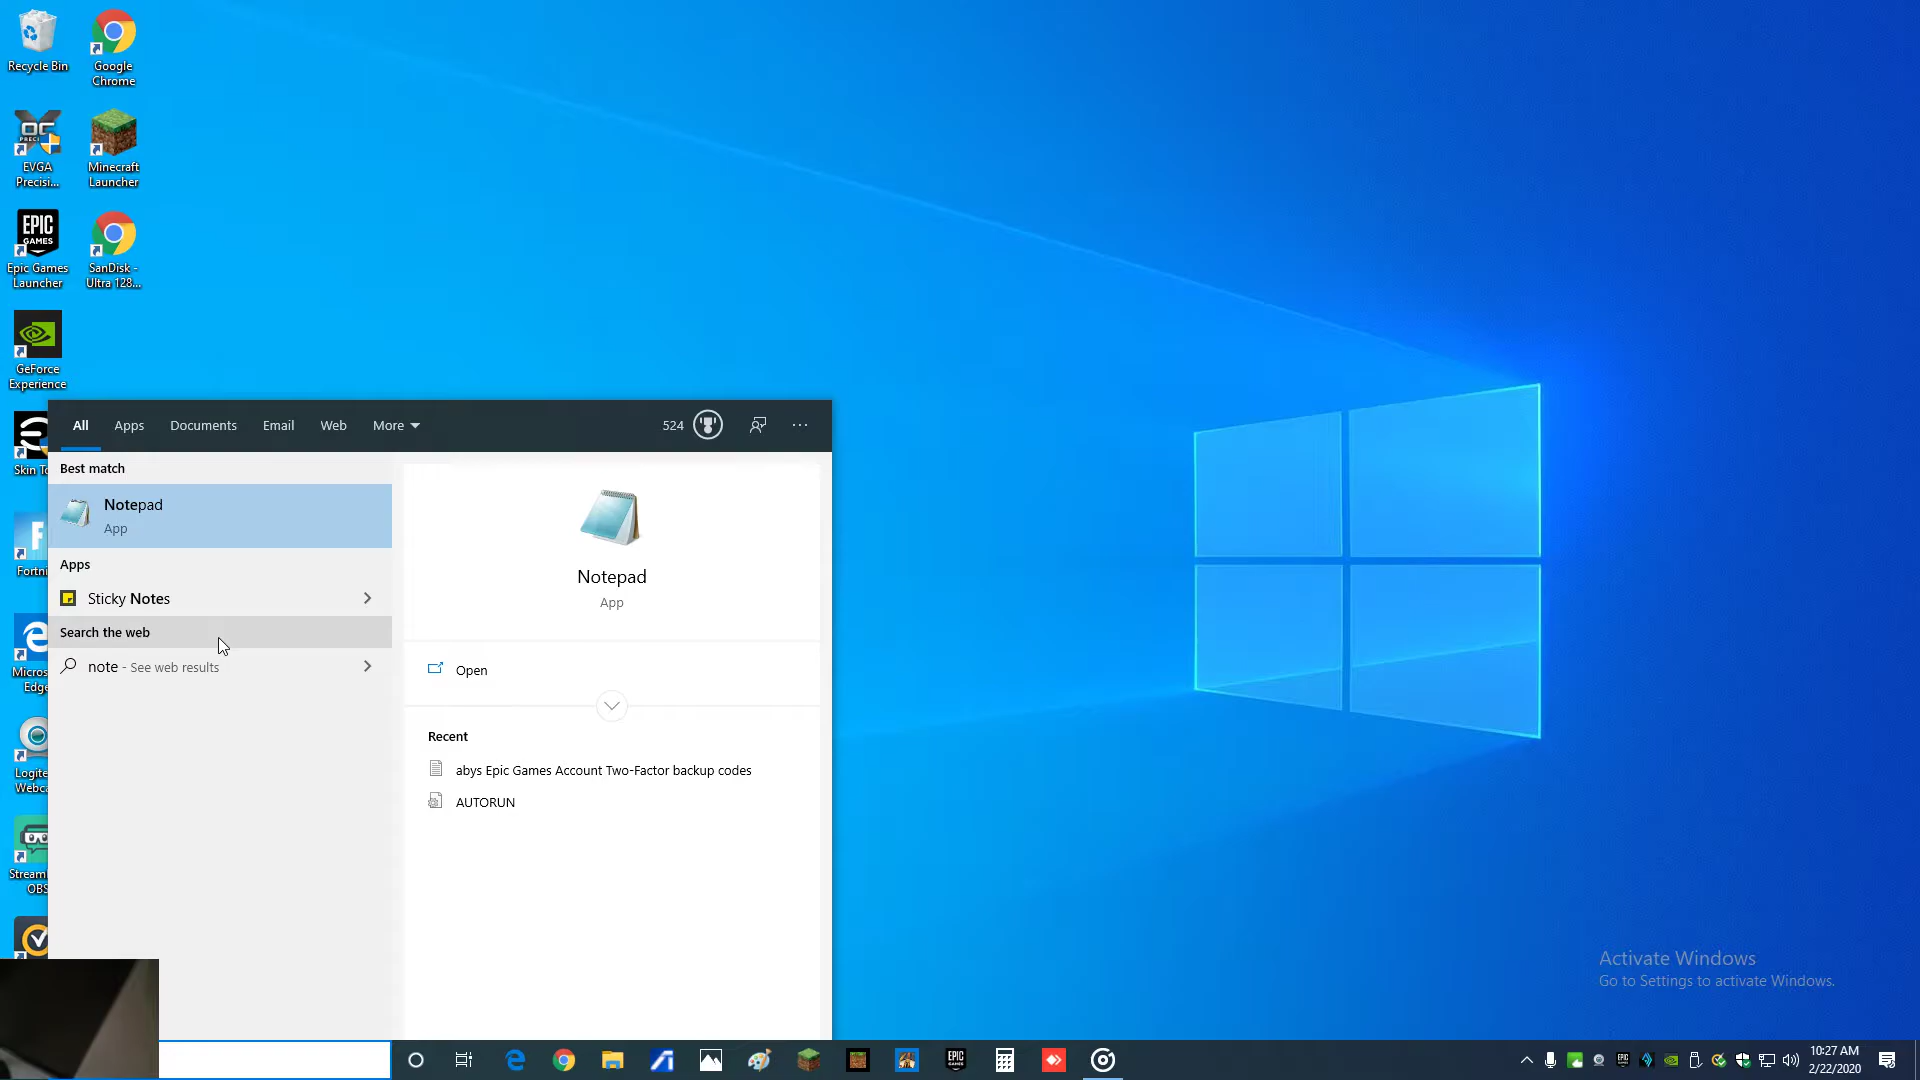 Recycle Bin
Google
Chrome
EVGA
Precisi...
Minecraft
Launcher
EPIC
GAMES
Epic Games
Launcher
SanDisk -
Ultra 128...
GeForce
Experience
Skin To
Fortni
Micros
Edge
Logite
Webca
Stream
OBS
All
Apps
Documents
Email
Web
More
524
Best match
Notepad
App
Apps
Sticky Notes
Search the web
note - See web results
Notepad
App
Open
Recent
abys Epic Games Account Two-Factor backup codes
AUTORUN
Activate Windows
Go to Settings to activate Windows.
EPIC
10:27 AM
2/22/2020